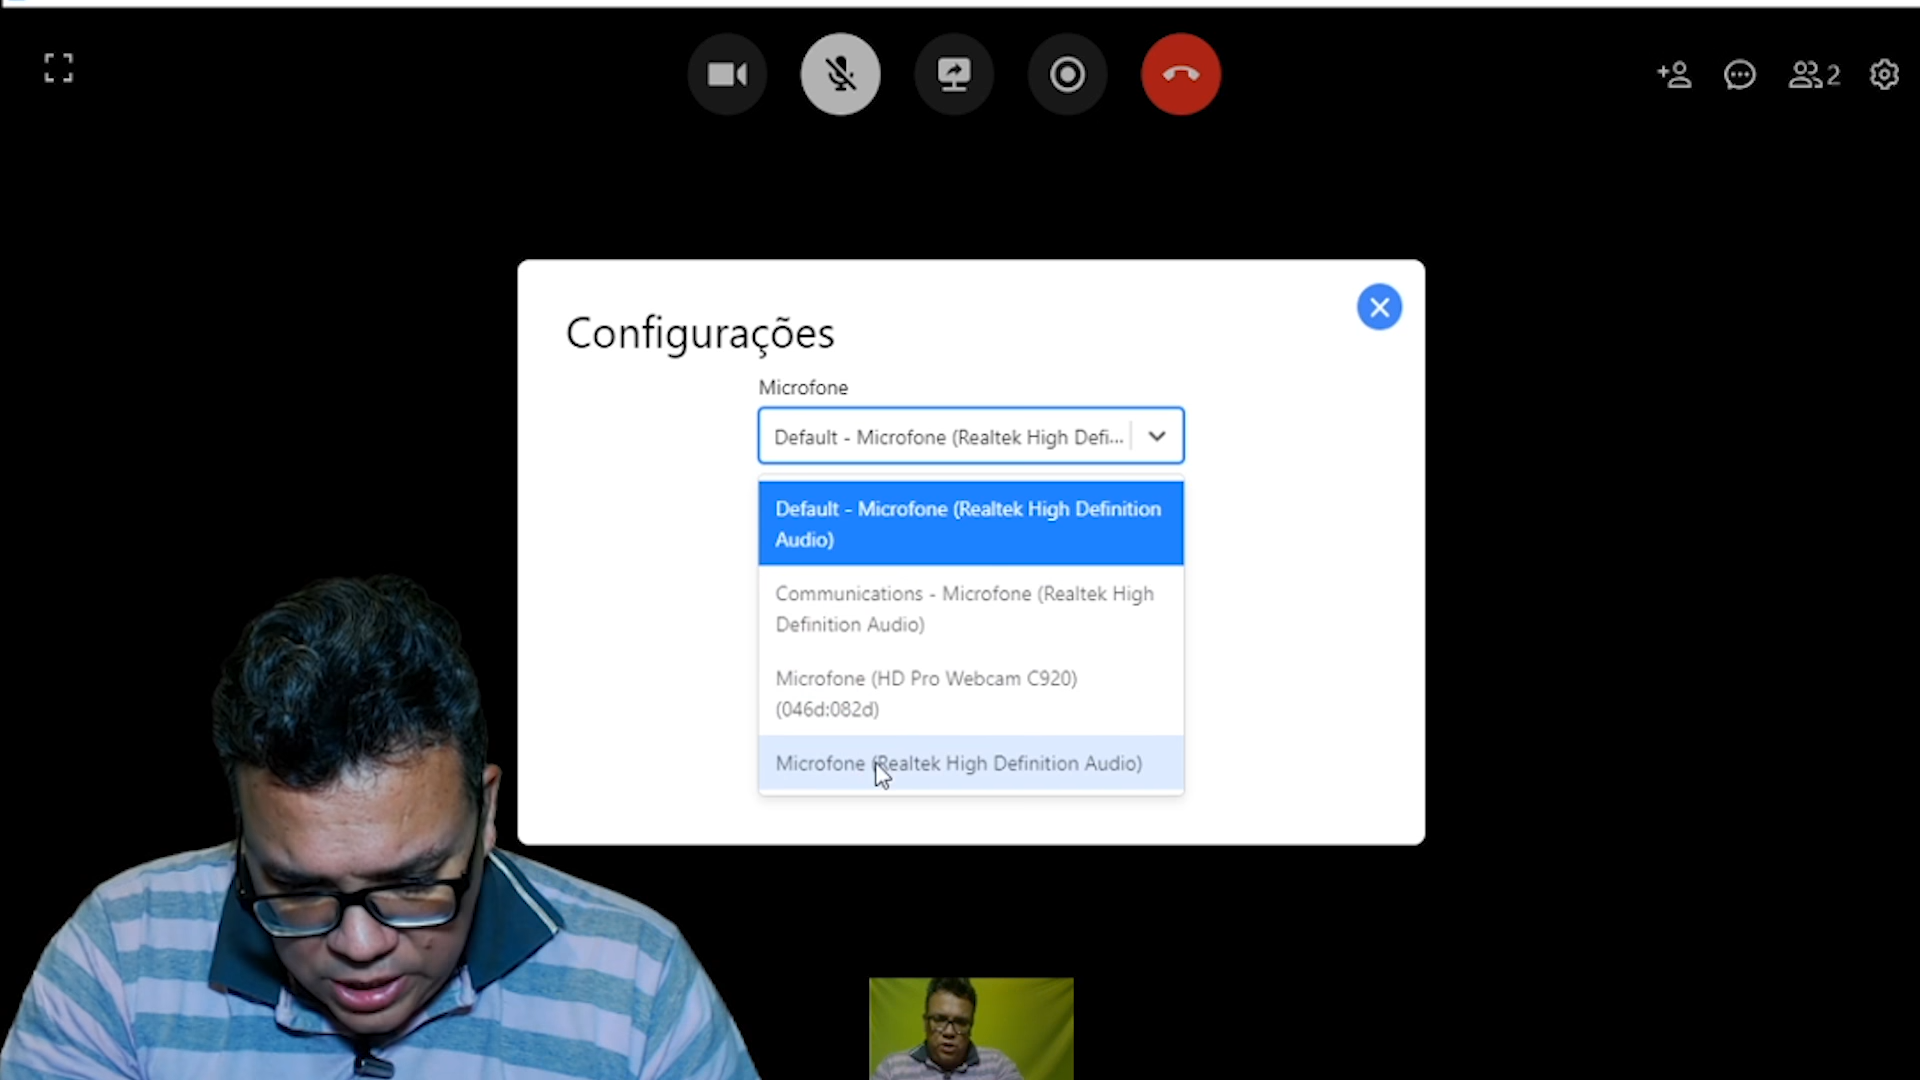 2
Configurações
Microfone
Default - Microfone (Realtek High Defi...
Default - Microfone (Realtek High Definition
Audio)
Communications - Microfone (Realtek High
Definition Audio)
Microfone (HD Pro Webcam C920)
(046d:082d)
Microfone (Realtek High Definition Audio)